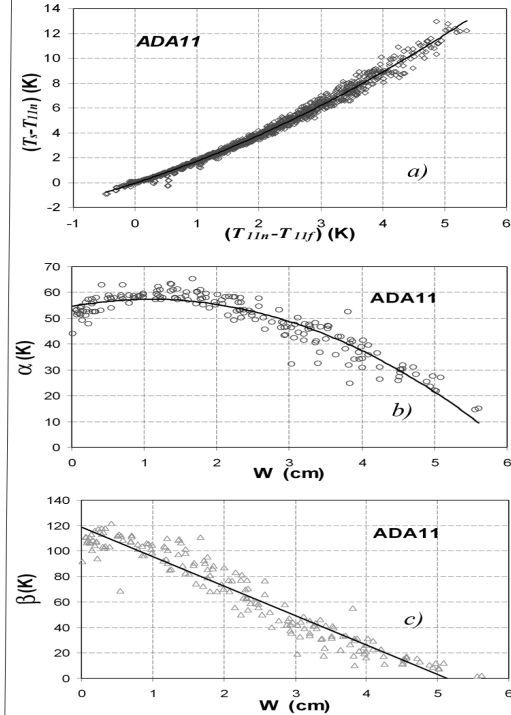 14
12
10
8
6
4
2
0
-2
(Ts-T11n) (K)
ADA11
a)
-1 0 1 2 3 4 5 6
(T11n-T11f) (K)
70
60
50
40
30
20
10
0
α(K)
ADA11
b)
0 1 2 3 4 5 6
W (cm)
140
120
100
80
60
40
20
0
β(K)
ADA11
c)
0 1 2 3 4 5 6
W (cm)